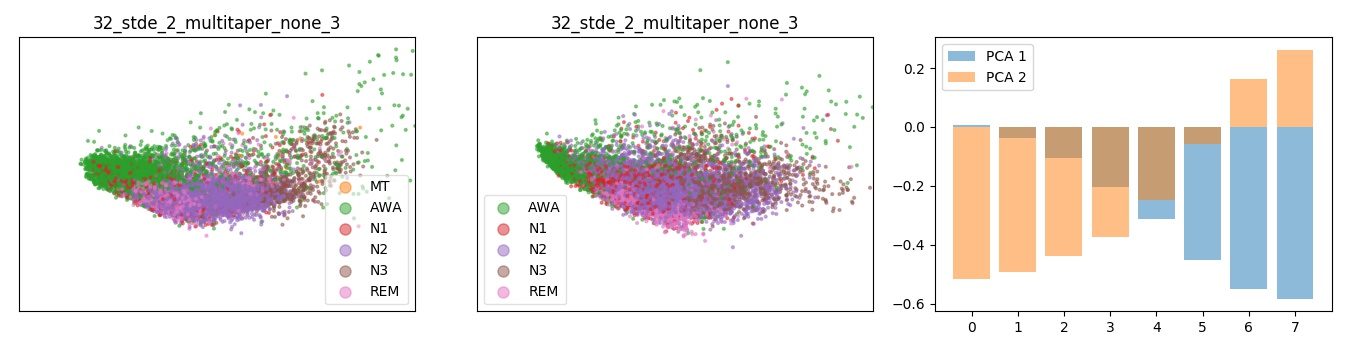 32_stde_2_multitaper_none_3
MT
AWA
N1
N2
N3
REM
32_stde_2_multitaper_none_3
AWA
N1
N2
N3
REM
PCA 1
PCA 2
0.2
0.0
−0.2
−0.4
−0.6
0 1 2 3 4 5 6 7